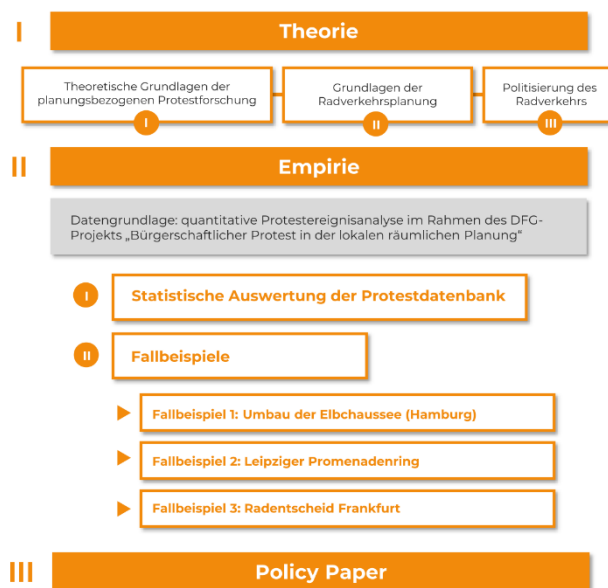 I
Theorie
Theoretische Grundlagen der
planungsbezogenen Protestforschung
I
Grundlagen der
Radverkehrsplanung
II
Politisierung des
Radverkehrs
III
II
Empirie
Datengrundlage: quantitative Protestereignisanalyse im Rahmen des DFG-
Projekts „Bürgerschaftlicher Protest in der lokalen räumlichen Planung“
I
Statistische Auswertung der Protestdatenbank
II
Fallbeispiele
Fallbeispiel 1: Umbau der Elbchaussee (Hamburg)
Fallbeispiel 2: Leipziger Promenadenring
Fallbeispiel 3: Radentscheid Frankfurt
III
Policy Paper